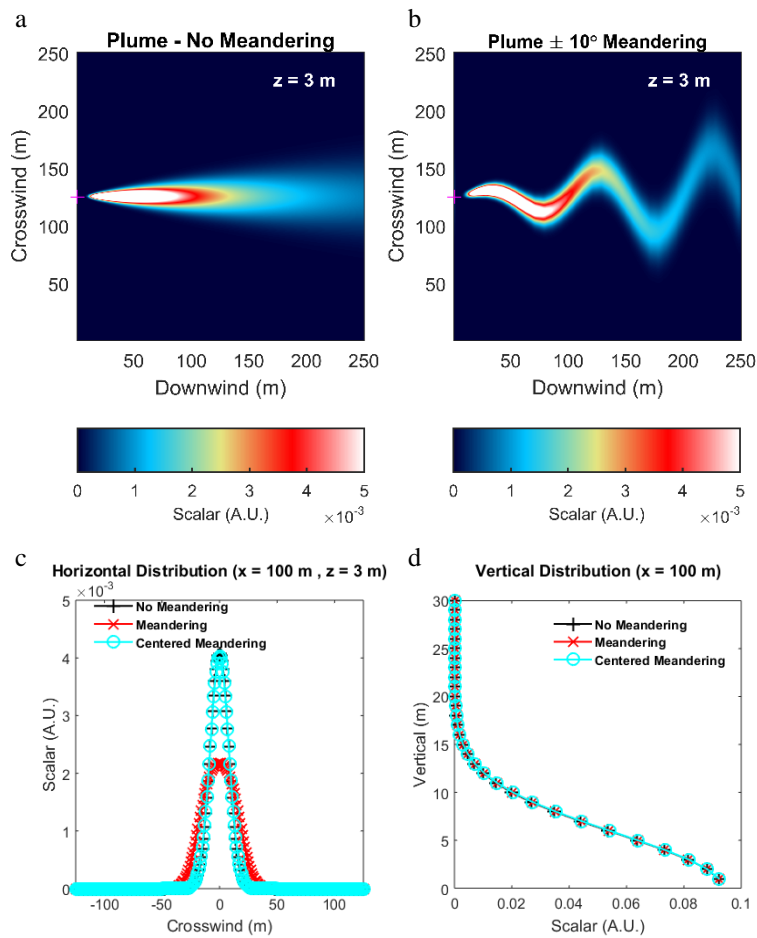 a
Plume - No Meandering
z = 3 m
250
200
150
100
50
Crosswind (m)
50 100 150 200 250
Downwind (m)
0 1 2 3 4 5
Scalar (A.U.)
×10⁻³
b
Plume ± 10° Meandering
z = 3 m
250
200
150
100
50
Crosswind (m)
50 100 150 200 250
Downwind (m)
0 1 2 3 4 5
Scalar (A.U.)
×10⁻³
c
Horizontal Distribution (x = 100 m , z = 3 m)
×10⁻³
No Meandering
Meandering
Centered Meandering
5
4
3
2
1
0
Scalar (A.U.)
-100 -50 0 50 100
Crosswind (m)
d
Vertical Distribution (x = 100 m)
No Meandering
Meandering
Centered Meandering
30
25
20
15
10
5
0
Vertical (m)
0 0.02 0.04 0.06 0.08 0.1
Scalar (A.U.)